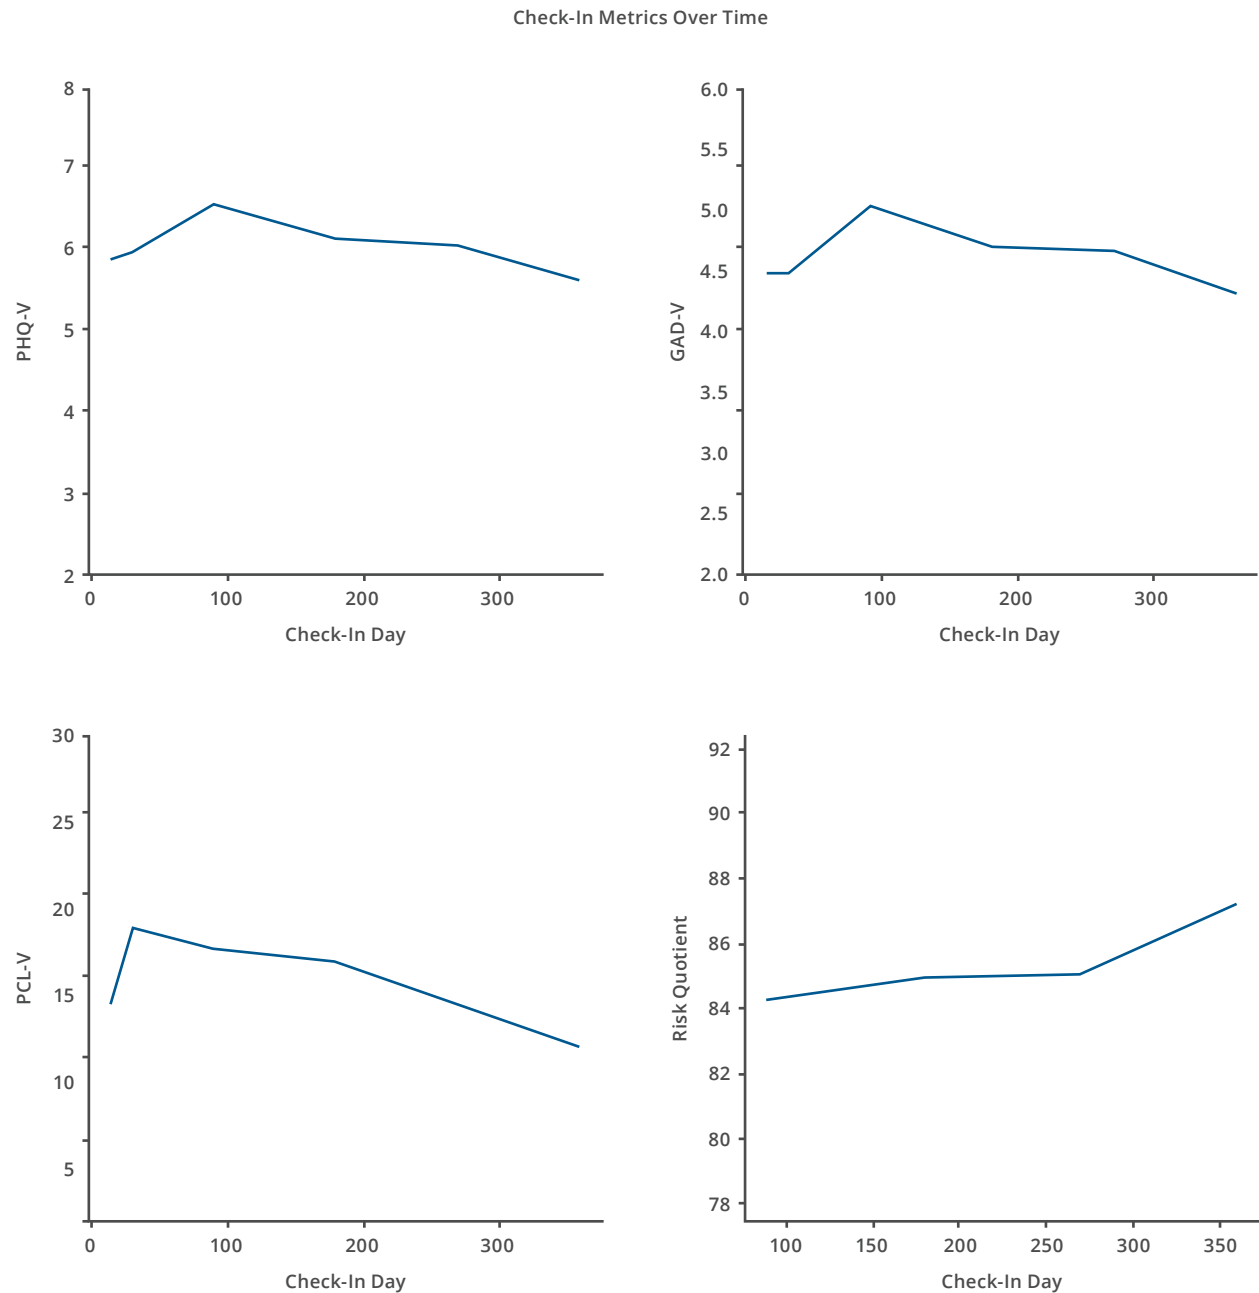 Check-In Metrics Over Time
8
7
6
5
4
3
2
PHQ-V
0 100 200 300
Check-In Day
6.0
5.5
5.0
4.5
4.0
3.5
3.0
2.5
2.0
GAD-V
0 100 200 300
Check-In Day
30
25
20
15
10
5
PCL-V
0 100 200 300
Check-In Day
92
90
88
86
84
82
80
78
Risk Quotient
100 150 200 250 300 350
Check-In Day